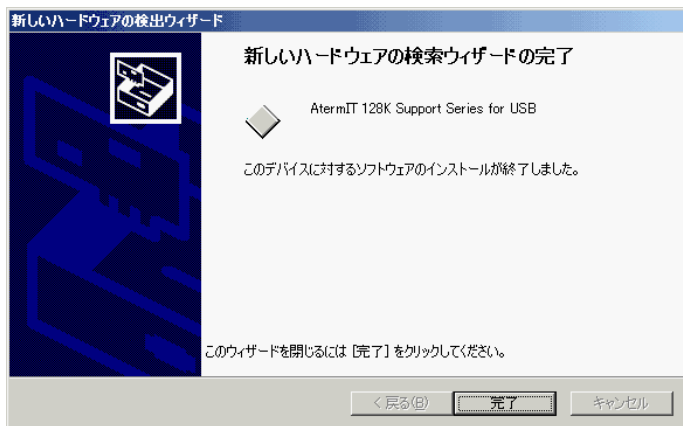 新しいハードウェアの検出ウィザード
新しいハードウェアの検索ウィザードの完了
AtermIT 128K Support Series for USB
このデバイスに対するソフトウェアのインストールが終了しました。
このウィザードを閉じるには [完了] をクリックしてください。
< 戻る(B)
完了
キャンセル